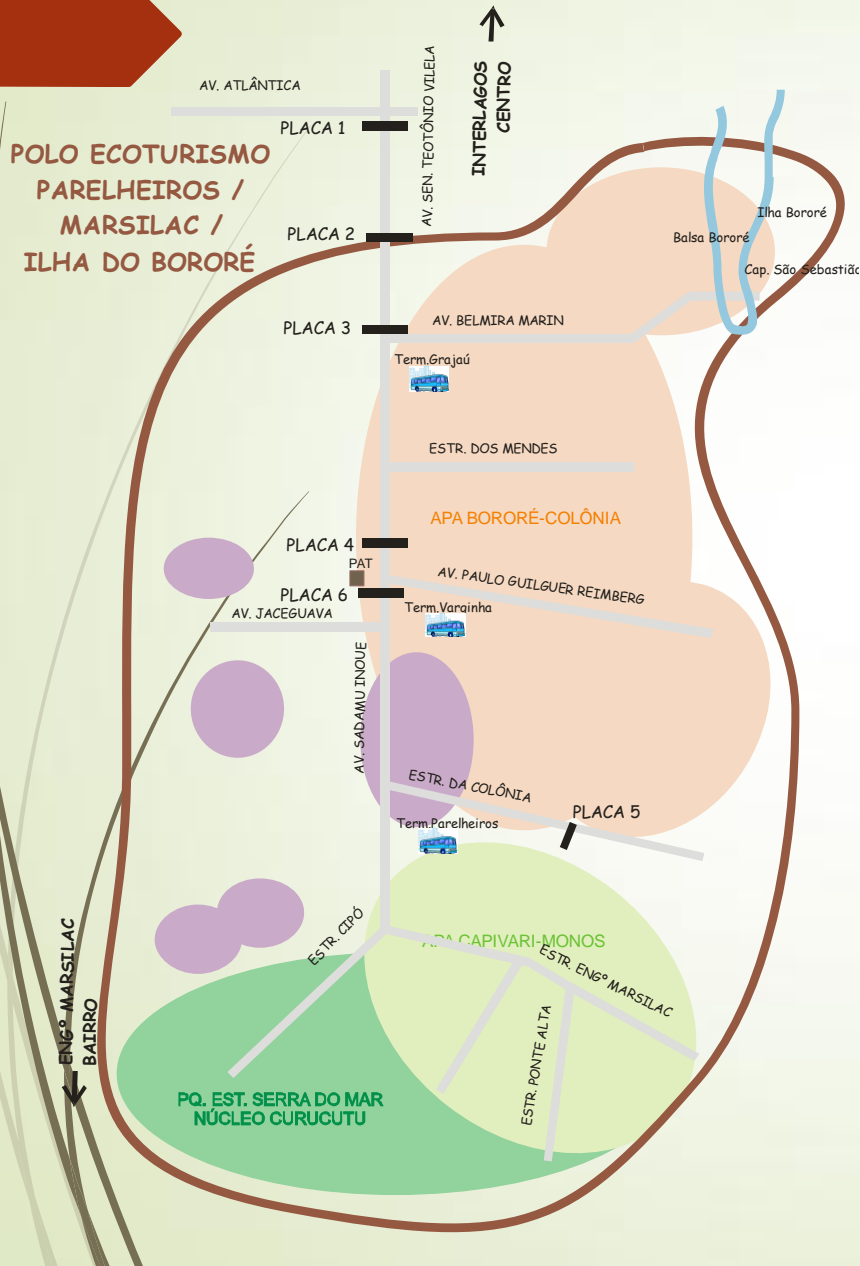 INTERLAGOS
CENTRO
AV. ATLÂNTICA
AV. SEN. TEOTÔNIO VILELA
PLACA 1
POLO ECOTURISMO
PARELHEIROS /
MARSILAC /
ILHA DO BORORÉ
PLACA 2
Ilha Bororé
Balsa Bororé
Cap. São Sebastião
PLACA 3
AV. BELMIRA MARIN
Term.Grajaú
ESTR. DOS MENDES
APA BORORÉ-COLÔNIA
PLACA 4
PAT
AV. PAULO GUILGUER REIMBERG
PLACA 6
Term.Varginha
AV. JACEGUAVA
AV. SADAMU INOUE
ESTR. DA COLÔNIA
PLACA 5
Term.Parelheiros
ESTR. CIPÓ
APA CAPIVARI-MONOS
ESTR. ENGº MARSILAC
ENGº MARSILAC
BAIRRO
ESTR. PONTE ALTA
PQ. EST. SERRA DO MAR
NÚCLEO CURUCUTU